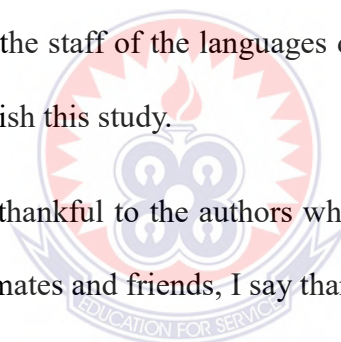 the staff of the languages
ish this study.
thankful to the authors wh
mates and friends, I say than
EDUCATION FOR SERVICE